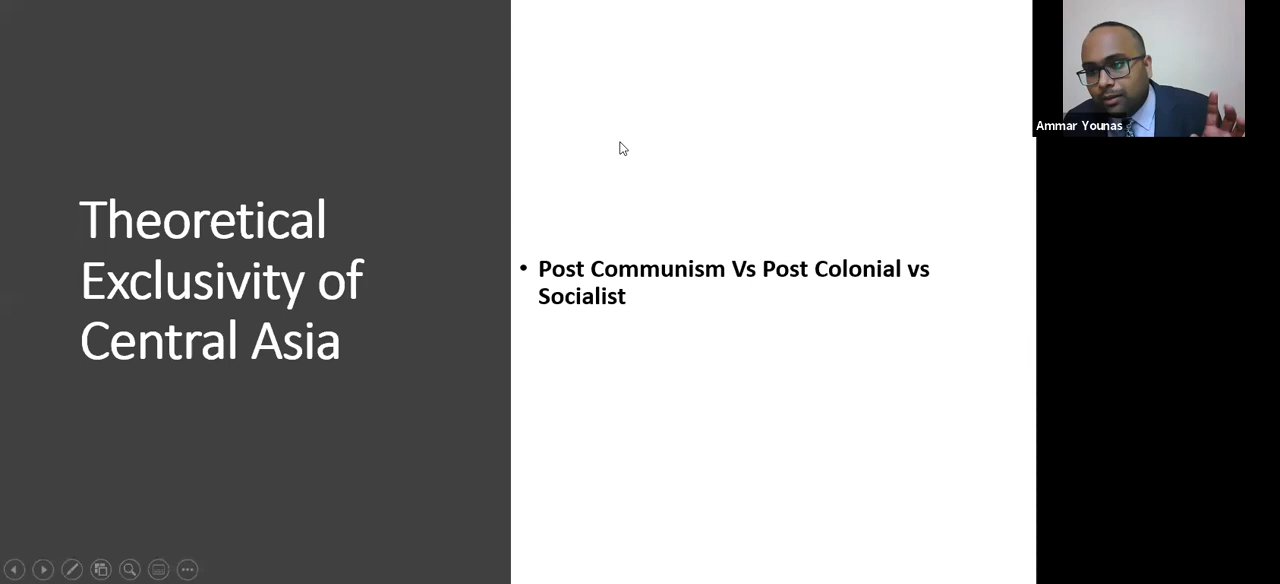 Theoretical
Exclusivity of
Central Asia
• Post Communism Vs Post Colonial vs
Socialist
Ammar Younas